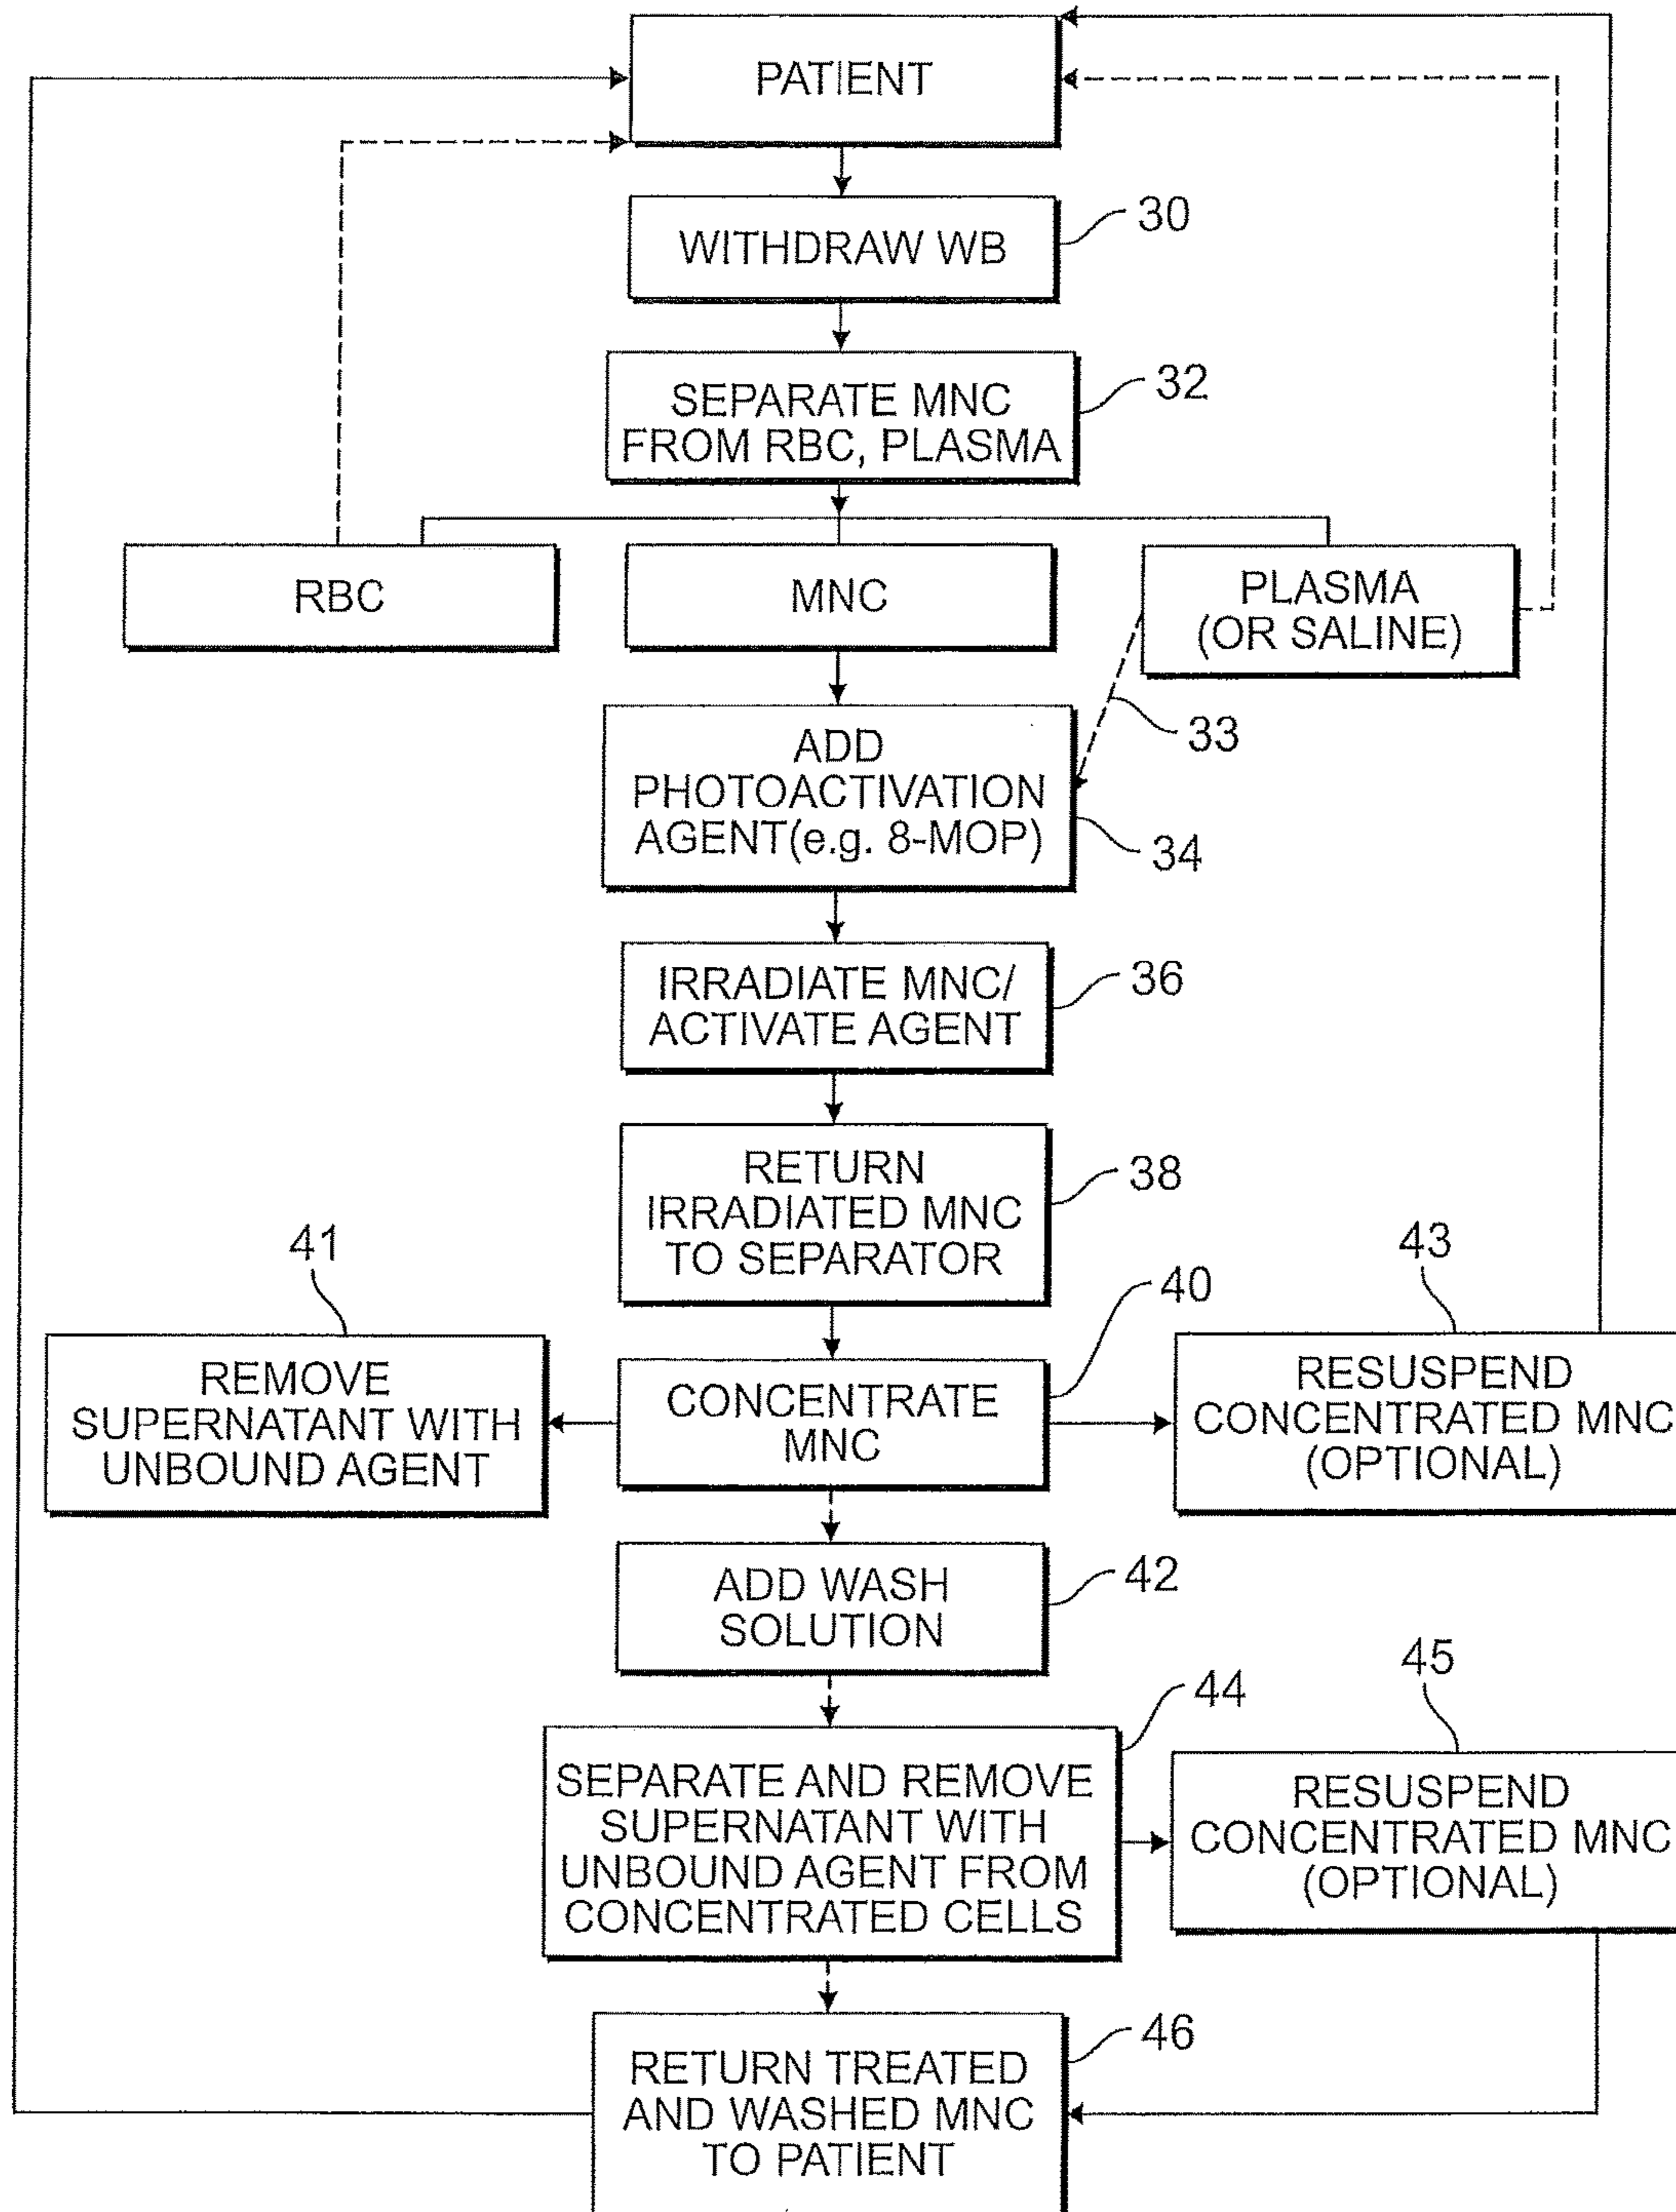 PATIENT
WITHDRAW WB
30
SEPARATE MNC
FROM RBC, PLASMA
32
RBC
MNC
PLASMA
(OR SALINE)
33
ADD
PHOTOACTIVATION
AGENT(e.g. 8-MOP)
34
IRRADIATE MNC/
ACTIVATE AGENT
36
RETURN
IRRADIATED MNC
TO SEPARATOR
38
41
REMOVE
SUPERNATANT WITH
UNBOUND AGENT
CONCENTRATE
MNC
40
43
RESUSPEND
CONCENTRATED MNC
(OPTIONAL)
ADD WASH
SOLUTION
42
SEPARATE AND REMOVE
SUPERNATANT WITH
UNBOUND AGENT FROM
CONCENTRATED CELLS
44
45
RESUSPEND
CONCENTRATED MNC
(OPTIONAL)
RETURN TREATED
AND WASHED MNC
TO PATIENT
46